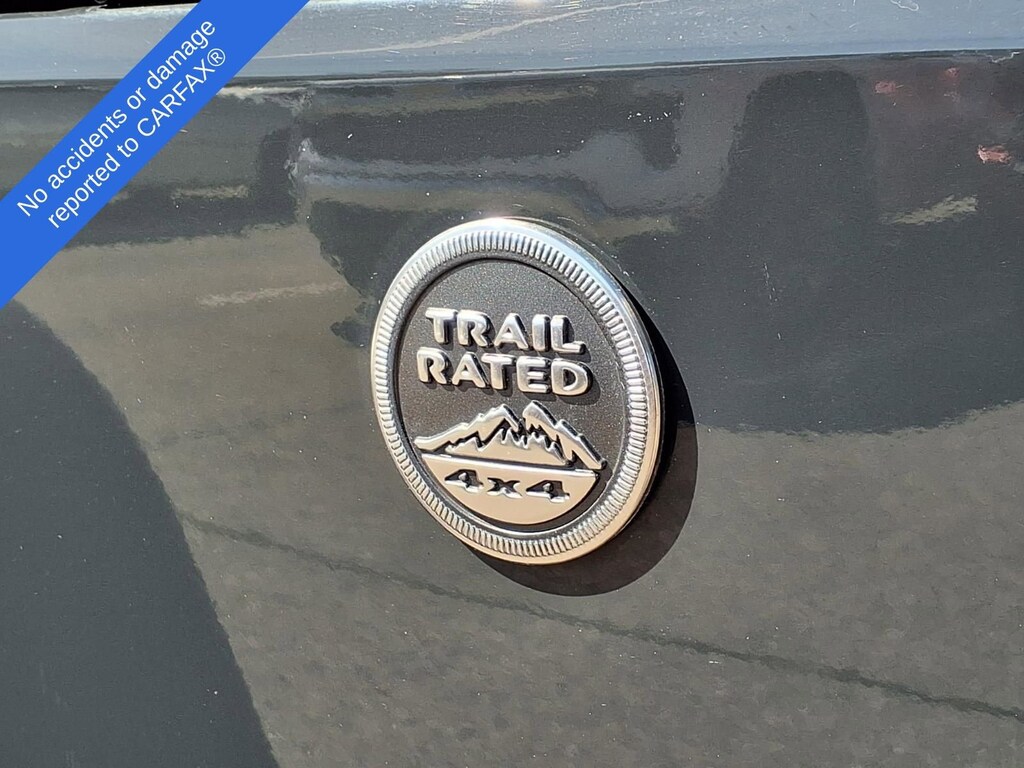 No accidents or damage
reported to CARFAX®
TRAIL
RATED
4x4